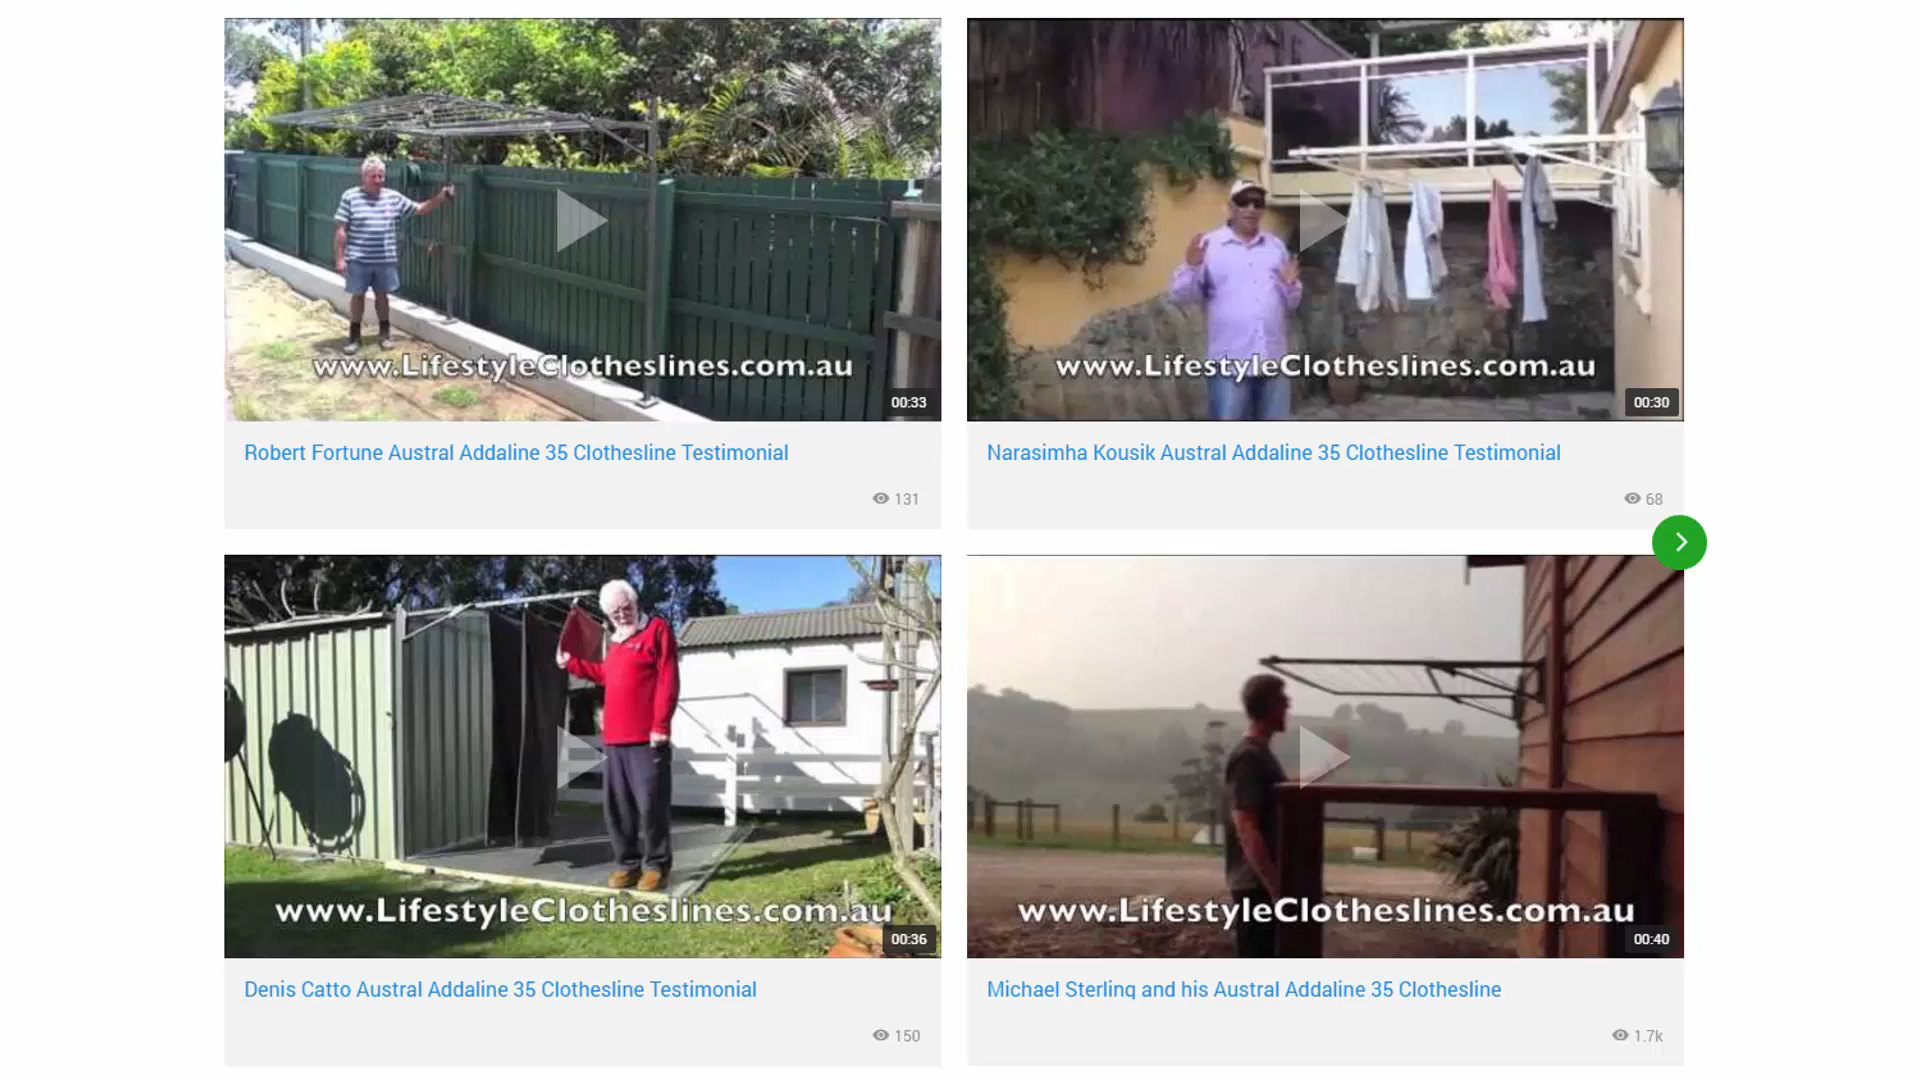 www.LifestyleClotheslines.com.au
00:33
Robert Fortune Austral Addaline 35 Clothesline Testimonial
131
www.LifestyleClotheslines.com.au
00:30
Narasimha Kousik Austral Addaline 35 Clothesline Testimonial
68
www.LifestyleClotheslines.com.au
00:36
Denis Catto Austral Addaline 35 Clothesline Testimonial
150
www.LifestyleClotheslines.com.au
00:40
Michael Sterling and his Austral Addaline 35 Clothesline
1.7k